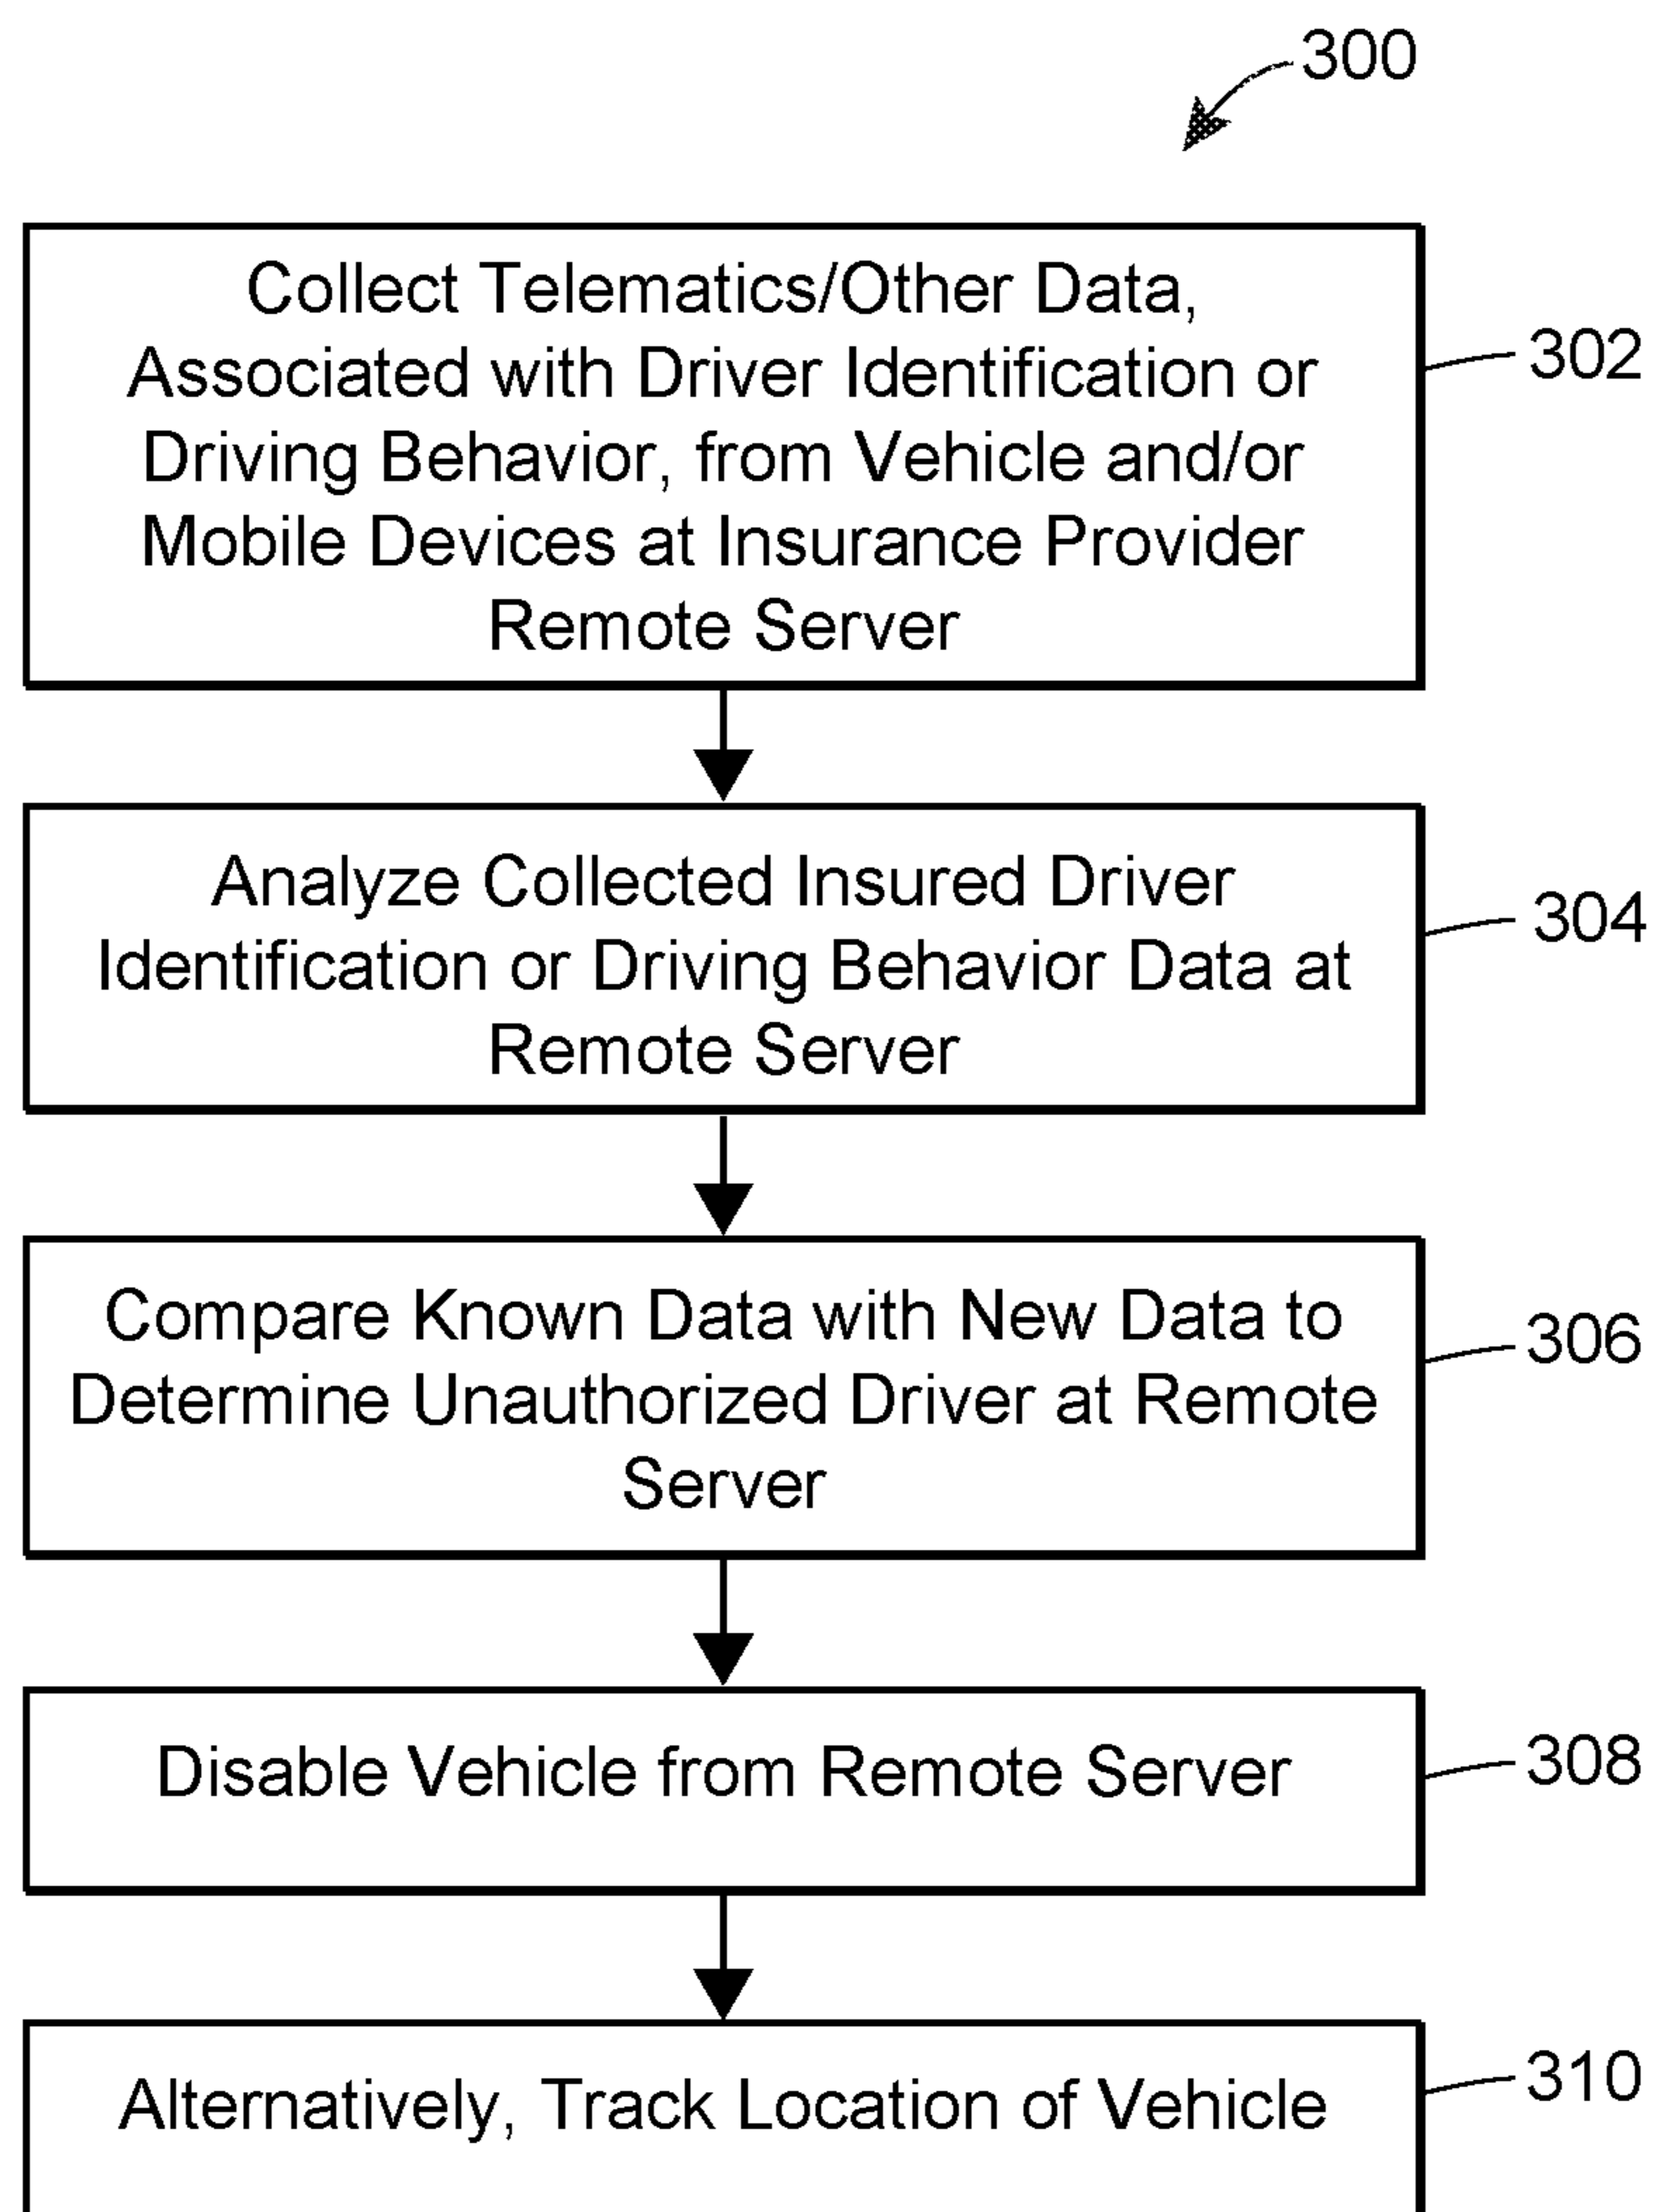 300
Collect Telematics/Other Data,
Associated with Driver Identification or
Driving Behavior, from Vehicle and/or
Mobile Devices at Insurance Provider
Remote Server
302
Analyze Collected Insured Driver
Identification or Driving Behavior Data at
Remote Server
304
Compare Known Data with New Data to
Determine Unauthorized Driver at Remote
Server
306
Disable Vehicle from Remote Server
308
Alternatively, Track Location of Vehicle
310